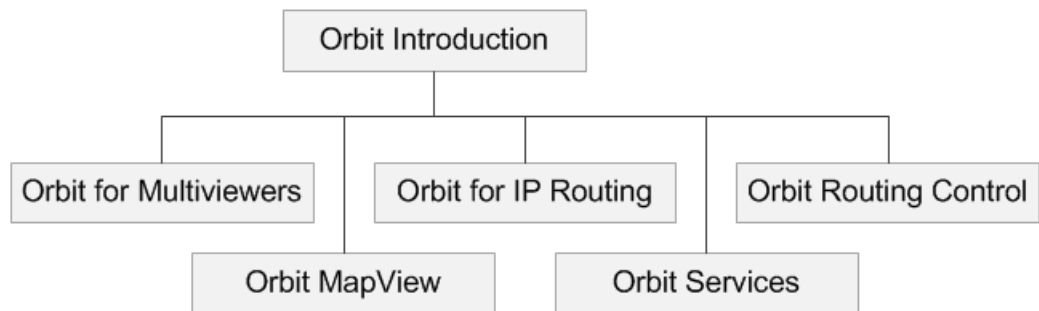 Orbit Introduction
Orbit for Multiviewers
Orbit for IP Routing
Orbit Routing Control
Orbit MapView
Orbit Services